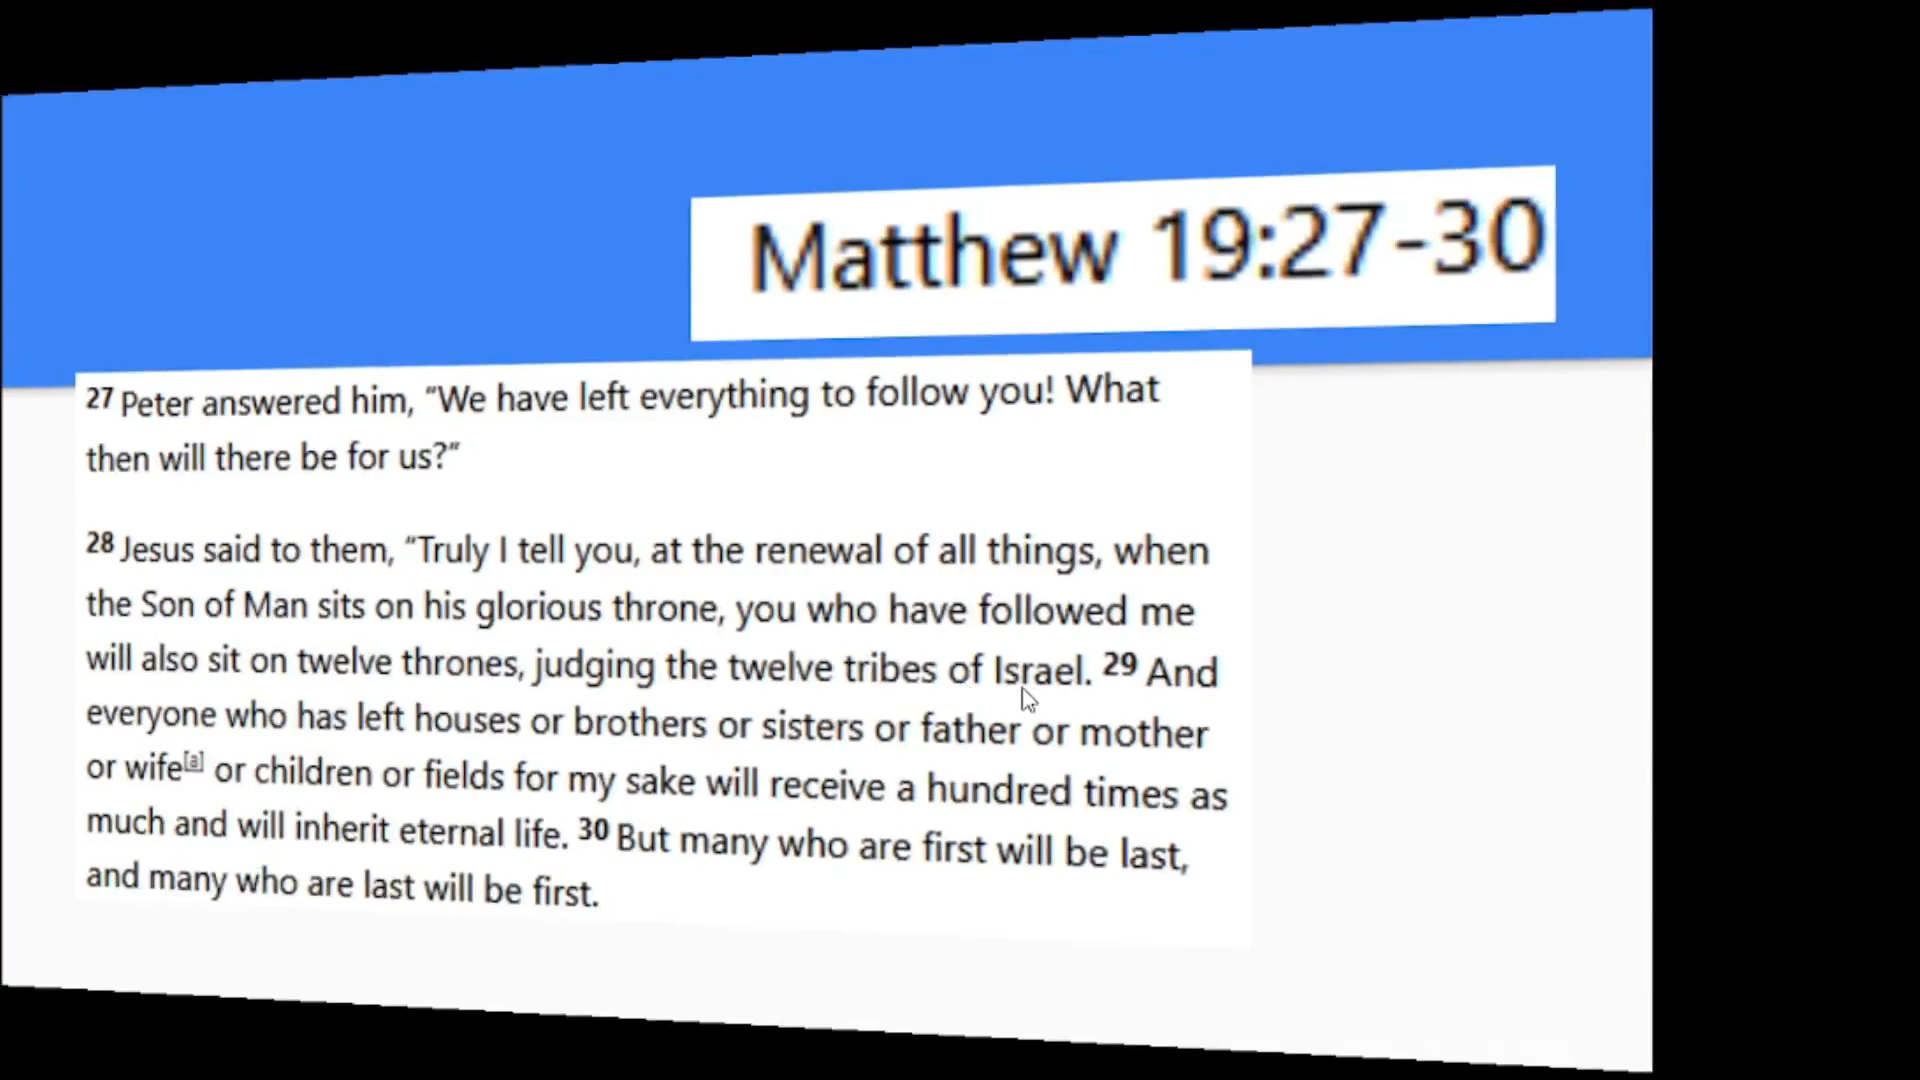 Matthew 19:27-30
27 Peter answered him, “We have left everything to follow you! What
then will there be for us?”
28 Jesus said to them, “Truly I tell you, at the renewal of all things, when
the Son of Man sits on his glorious throne, you who have followed me
will also sit on twelve thrones, judging the twelve tribes of Israel. 29 And
everyone who has left houses or brothers or sisters or father or mother
or wife[a] or children or fields for my sake will receive a hundred times as
much and will inherit eternal life. 30 But many who are first will be last,
and many who are last will be first.